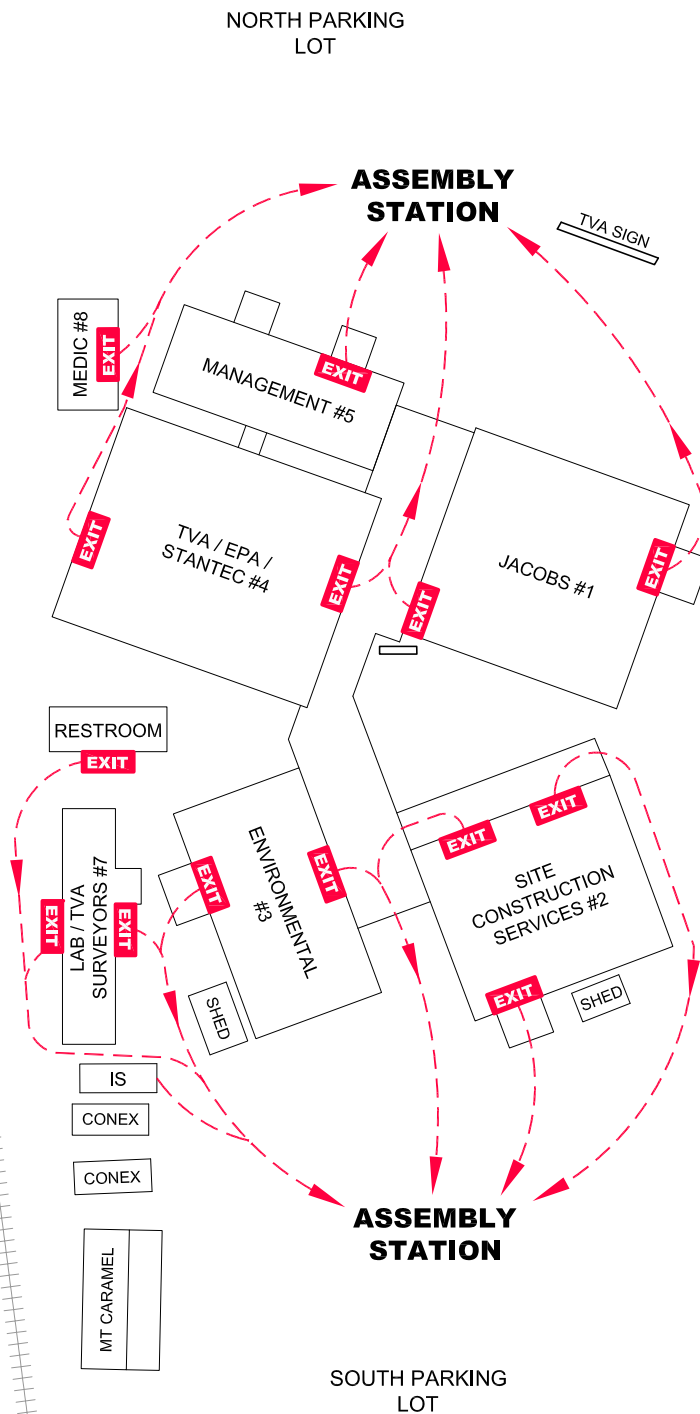 NORTH PARKING
LOT
ASSEMBLY
STATION
TVA SIGN
MEDIC #8
EXIT
MANAGEMENT #5
EXIT
TVA / EPA /
STANTEC #4
EXIT
EXIT
JACOBS #1
EXIT
EXIT
RESTROOM
EXIT
LAB / TVA
SURVEYORS #7
EXIT
EXIT
ENVIRONMENTAL
#3
EXIT
EXIT
SHED
SITE
CONSTRUCTION
SERVICES #2
EXIT
EXIT
EXIT
SHED
IS
CONEX
CONEX
MT CARAMEL
ASSEMBLY
STATION
SOUTH PARKING
LOT